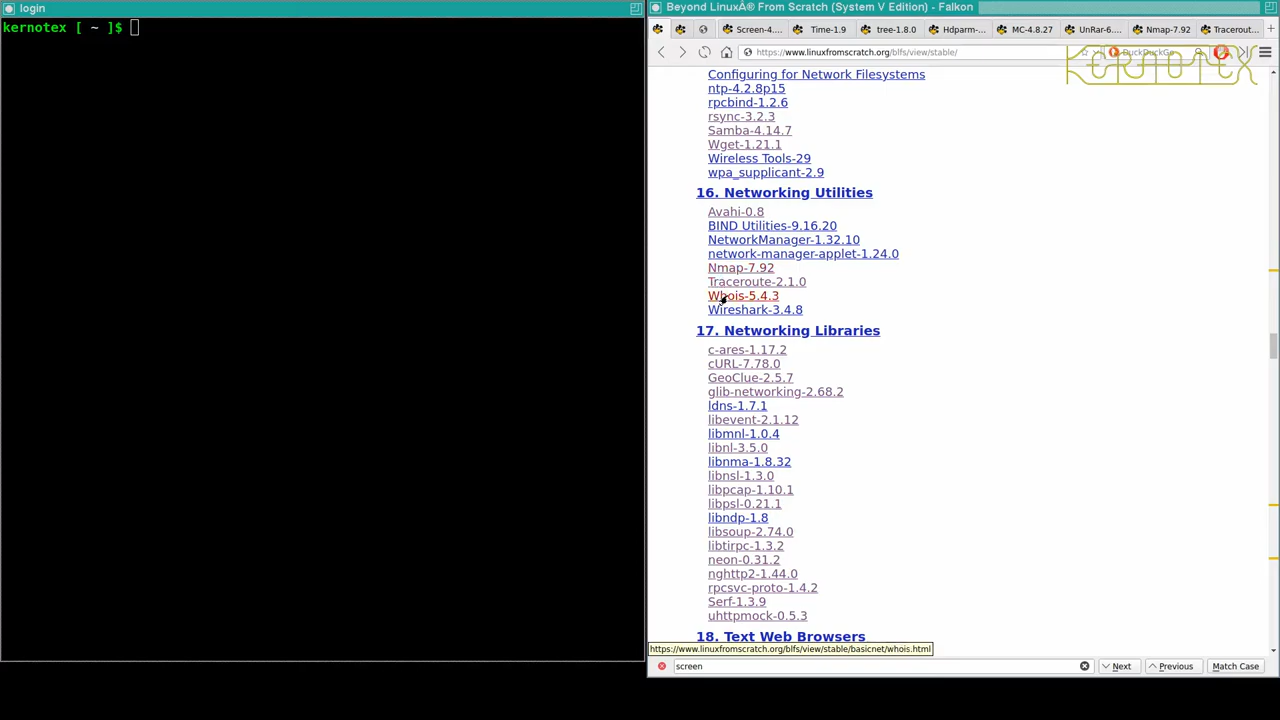 login
kernotex [ ~ ]$
Beyond LinuxÂ® From Scratch (System V Edition) - Falkon
Screen-4.... Time-1.9 tree-1.8.0 Hdparm-... MC-4.8.27 UnRar-6.... Nmap-7.92 Tracerout...
https://www.linuxfromscratch.org/blfs/view/stable/ DuckDuckGo
KERNOTEX
Configuring for Network Filesystems
ntp-4.2.8p15
rpcbind-1.2.6
rsync-3.2.3
Samba-4.14.7
Wget-1.21.1
Wireless Tools-29
wpa_supplicant-2.9
16. Networking Utilities
Avahi-0.8
BIND Utilities-9.16.20
NetworkManager-1.32.10
network-manager-applet-1.24.0
Nmap-7.92
Traceroute-2.1.0
Whois-5.4.3
Wireshark-3.4.8
17. Networking Libraries
c-ares-1.17.2
cURL-7.78.0
GeoClue-2.5.7
glib-networking-2.68.2
ldns-1.7.1
libevent-2.1.12
libmnl-1.0.4
libnl-3.5.0
libnma-1.8.32
libnsl-1.3.0
libpcap-1.10.1
libpsl-0.21.1
libndp-1.8
libsoup-2.74.0
libtirpc-1.3.2
neon-0.31.2
nghttp2-1.44.0
rpcsvc-proto-1.4.2
Serf-1.3.9
uhttpmock-0.5.3
18. Text Web Browsers
https://www.linuxfromscratch.org/blfs/view/stable/basicnet/whois.html
screen Next Previous Match Case